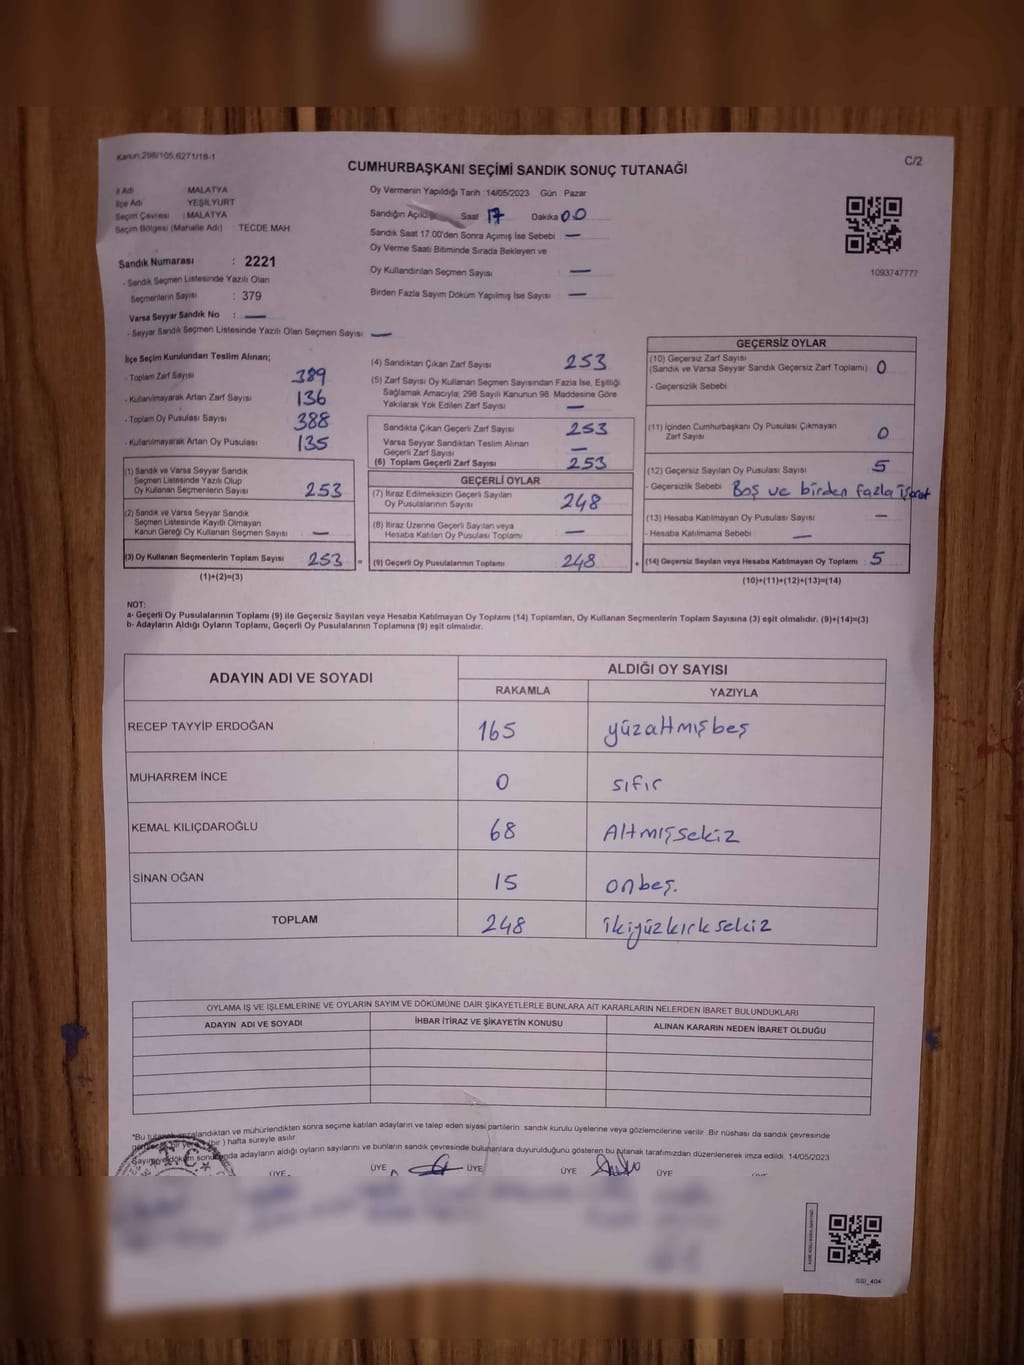 Kanun:298/105,6271/18-1
C/2
CUMHURBAŞKANI SEÇİMİ SANDIK SONUÇ TUTANAĞI
İl Adı MALATYA
İlçe Adı YEŞİLYURT
Seçim Çevresi : MALATYA
Seçim Bölgesi (Mahalle Adı) TECDE MAH.
Sandık Numarası : 2221
- Sandık Seçmen Listesinde Yazılı Olan
Seçmenlerin Sayısı : 379
Varsa Seyyar Sandık No : —
- Seyyar Sandık Seçmen Listesinde Yazılı Olan Seçmen Sayısı —
Oy Vermenin Yapıldığı Tarih :14/05/2023 Gün : Pazar
Sandığın Açıldığı Saat 17 Dakika 00
Sandık Saat 17.00'den Sonra Açımış İse Sebebi —
Oy Verme Saati Bitiminde Sırada Bekleyen ve
Oy Kullandırılan Seçmen Sayısı —
Birden Fazla Sayım Döküm Yapılmış İse Sayısı —
1093747777
İlçe Seçim Kurulundan Teslim Alınan;
- Toplam Zarf Sayısı 389
- Kullanılmayarak Artan Zarf Sayısı 136
- Toplam Oy Pusulası Sayısı 388
- Kullanılmayarak Artan Oy Pusulası 135
(1) Sandık ve Varsa Seyyar Sandık
Seçmen Listesinde Yazılı Olup
Oy Kullanan Seçmenlerin Sayısı 253
(2) Sandık ve Varsa Seyyar Sandık
Seçmen Listesinde Kayıtlı Olmayan
Kanun Gereği Oy Kullanan Seçmen Sayısı —
(3) Oy Kullanan Seçmenlerin Toplam Sayısı 253 =
(1)+(2)=(3)
(4) Sandıktan Çıkan Zarf Sayısı 253
(5) Zarf Sayısı Oy Kullanan Seçmen Sayısından Fazla İse, Eşitliği
Sağlamak Amacıyla, 298 Sayılı Kanunun 98. Maddesine Göre
Yakılarak Yok Edilen Zarf Sayısı —
Sandıkta Çıkan Geçerli Zarf Sayısı 253
Varsa Seyyar Sandıktan Teslim Alınan
Geçerli Zarf Sayısı —
(6) Toplam Geçerli Zarf Sayısı 253
GEÇERLİ OYLAR
(7) İtiraz Edilmeksizin Geçerli Sayılan
Oy Pusulalarının Sayısı 248
(8) İtiraz Üzerine Geçerli Sayılan veya
Hesaba Katılan Oy Pusulası Toplamı —
(9) Geçerli Oy Pusulalarının Toplamı 248 +
GEÇERSİZ OYLAR
(10) Geçersiz Zarf Sayısı
(Sandık ve Varsa Seyyar Sandık Geçersiz Zarf Toplamı) 0
- Geçersizlik Sebebi
(11) İçinden Cumhurbaşkanı Oy Pusulası Çıkmayan
Zarf Sayısı 0
(12) Geçersiz Sayılan Oy Pusulası Sayısı 5
- Geçersizlik Sebebi Boş ve birden fazla işaret
(13) Hesaba Katılmayan Oy Pusulası Sayısı —
- Hesaba Katılmama Sebebi —
(14) Geçersiz Sayılan veya Hesaba Katılmayan Oy Toplamı 5
(10)+(11)+(12)+(13)=(14)
NOT:
a- Geçerli Oy Pusulalarının Toplamı (9) ile Geçersiz Sayılan veya Hesaba Katılmayan Oy Toplamı (14) Toplamları, Oy Kullanan Seçmenlerin Toplam Sayısına (3) eşit olmalıdır. (9)+(14)=(3)
b- Adayların Aldığı Oyların Toplamı, Geçerli Oy Pusulalarının Toplamına (9) eşit olmalıdır.
ADAYIN ADI VE SOYADI
ALDIĞI OY SAYISI
RAKAMLA YAZIYLA
RECEP TAYYİP ERDOĞAN 165 yüzaltmışbeş
MUHARREM İNCE 0 sıfır
KEMAL KILIÇDAROĞLU 68 Altmışsekiz
SİNAN OĞAN 15 onbeş.
TOPLAM 248 ikiyüzkırksekiz
OYLAMA İŞ VE İŞLEMLERİNE VE OYLARIN SAYIM VE DÖKÜMÜNE DAİR ŞİKAYETLERLE BUNLARA AİT KARARLARIN NELERDEN İBARET BULUNDUKLARI
ADAYIN ADI VE SOYADI İHBAR İTİRAZ VE ŞİKAYETİN KONUSU ALINAN KARARIN NEDEN İBARET OLDUĞU
*Bu imzalandıktan ve mühürlendikten sonra seçime katılan adayların ve talep eden siyasi partilerin sandık kurulu üyelerine veya gözlemcilerine verilir. Bir nüshası da sandık çevresinde
(bir) hafta süreyle asılır.
adayların aldığı oyların sayılarını ve bunların sandık çevresinde bulunanlara duyurulduğunu gösteren bu tutanak tarafımızdan düzenlenerek imza edildi. 14/05/2023
T.C.
ÜYE ÜYE ÜYE ÜYE ÜYE
SSI_404